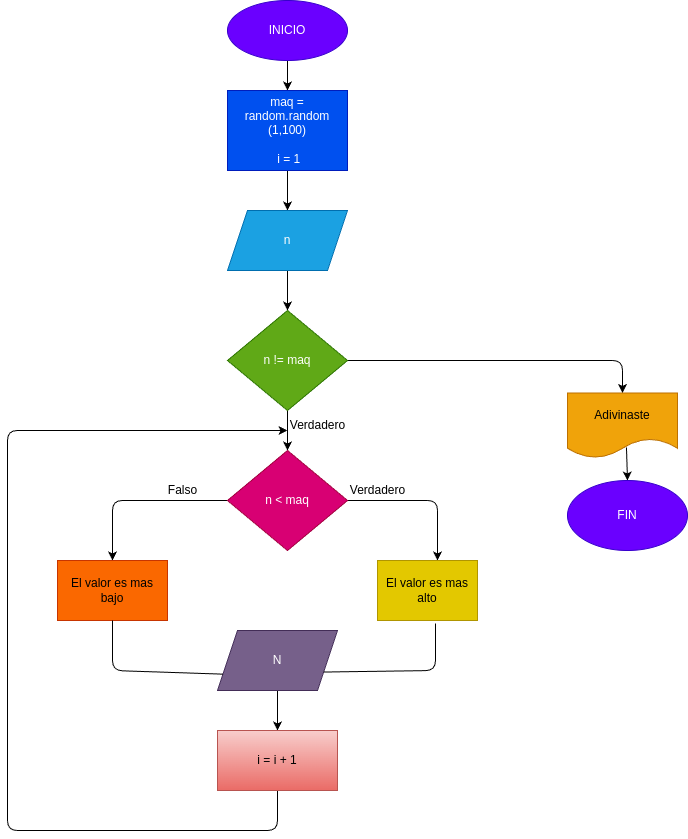 INICIO
maq =
random.random
(1,100)
i = 1
n
n != maq
Adivinaste
Verdadero
Falso
n < maq
Verdadero
FIN
El valor es mas
bajo
El valor es mas
alto
N
i = i + 1